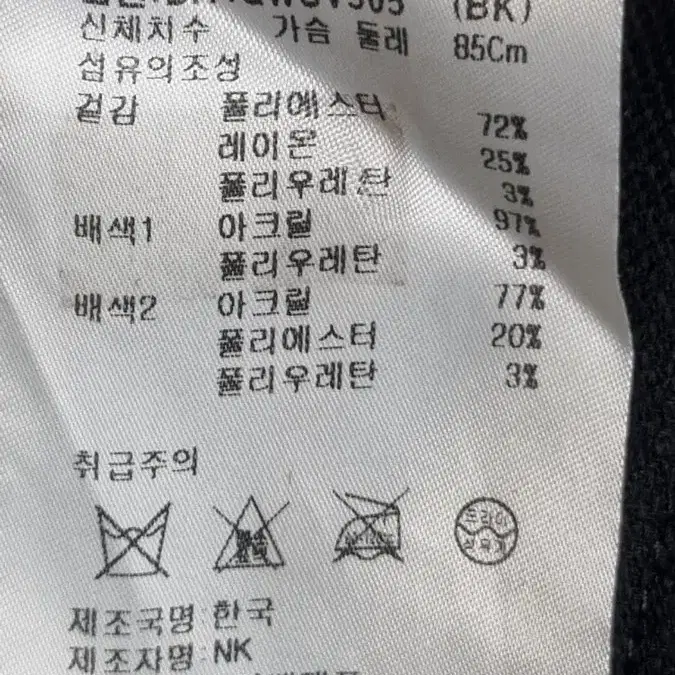 (BK)
신체치수 가슴 둘레 85Cm
섬유의조성
겉감 폴리에스터 72%
레이온 25%
폴리우레탄 3%
배색1 아크릴 97%
폴리우레탄 3%
배색2 아크릴 77%
폴리에스터 20%
폴리우레탄 3%
취급주의
드라이
제조국명:한국
제조자명:NK